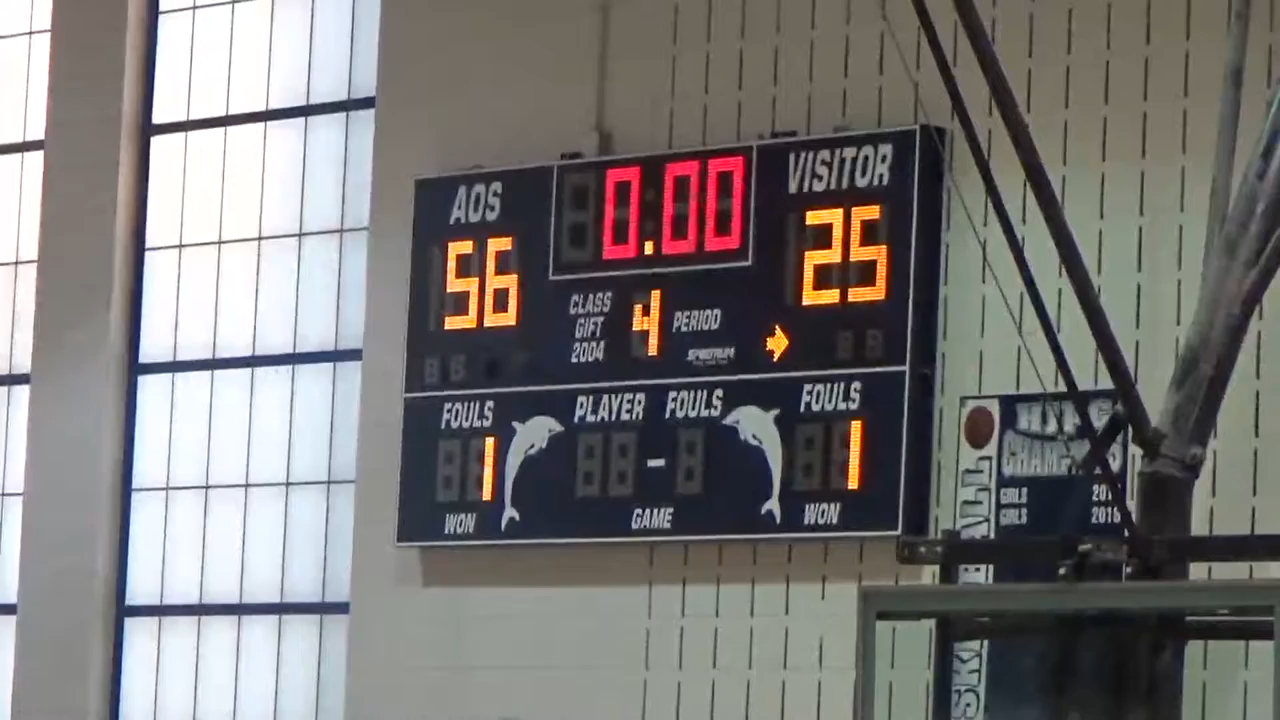 AOS
0.00
VISITOR
56
25
CLASS
GIFT
2004
4
PERIOD
SPECTRUM
FOULS
PLAYER
FOULS
FOULS
1
-
1
WON
GAME
WON
GIRLS
GIRLS